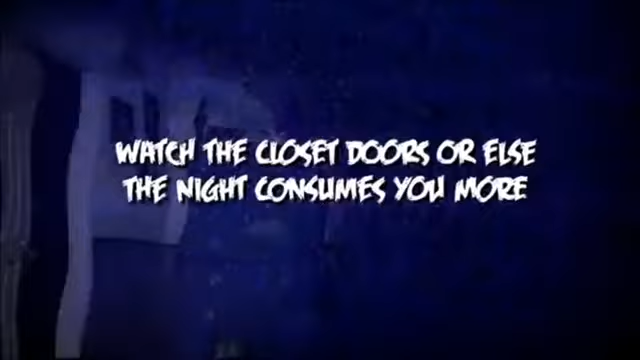 WATCH THE CLOSET DOORS OR ELSE
THE NIGHT CONSUMES YOU MORE